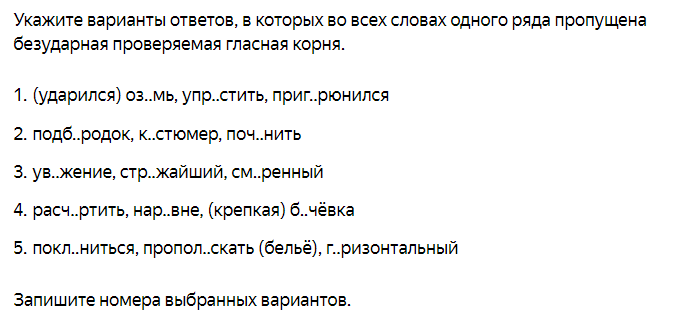 Укажите варианты ответов, в которых во всех словах одного ряда пропущена
безударная проверяемая гласная корня.
1. (ударился) оз..мь, упр..стить, приг..рюнился
2. подб..родок, к..стюмер, поч..нить
3. ув..жение, стр..жайший, см..ренный
4. расч..ртить, нар..вне, (крепкая) б..чёвка
5. покл..ниться, пропол..скать (бельё), г..ризонтальный
Запишите номера выбранных вариантов.